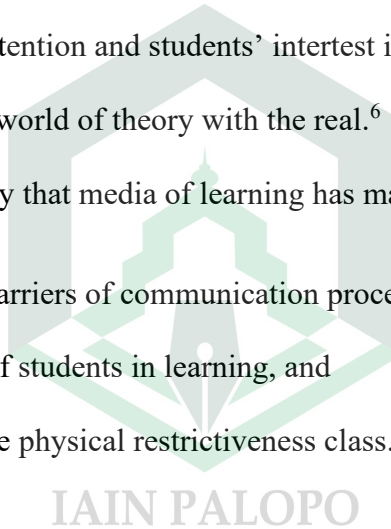 tention and students’ intertest i
world of theory with the real.⁶
y that media of learning has ma
arriers of communication proce
f students in learning, and
e physical restrictiveness class.
IAIN PALOPO